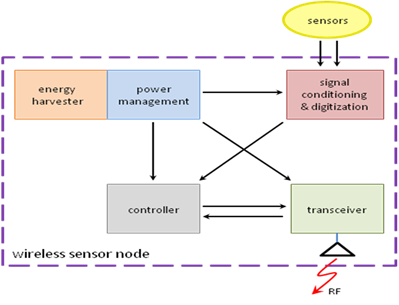 sensors
energy
harvester
power
management
signal
conditioning
& digitization
controller
transceiver
wireless sensor node
RF